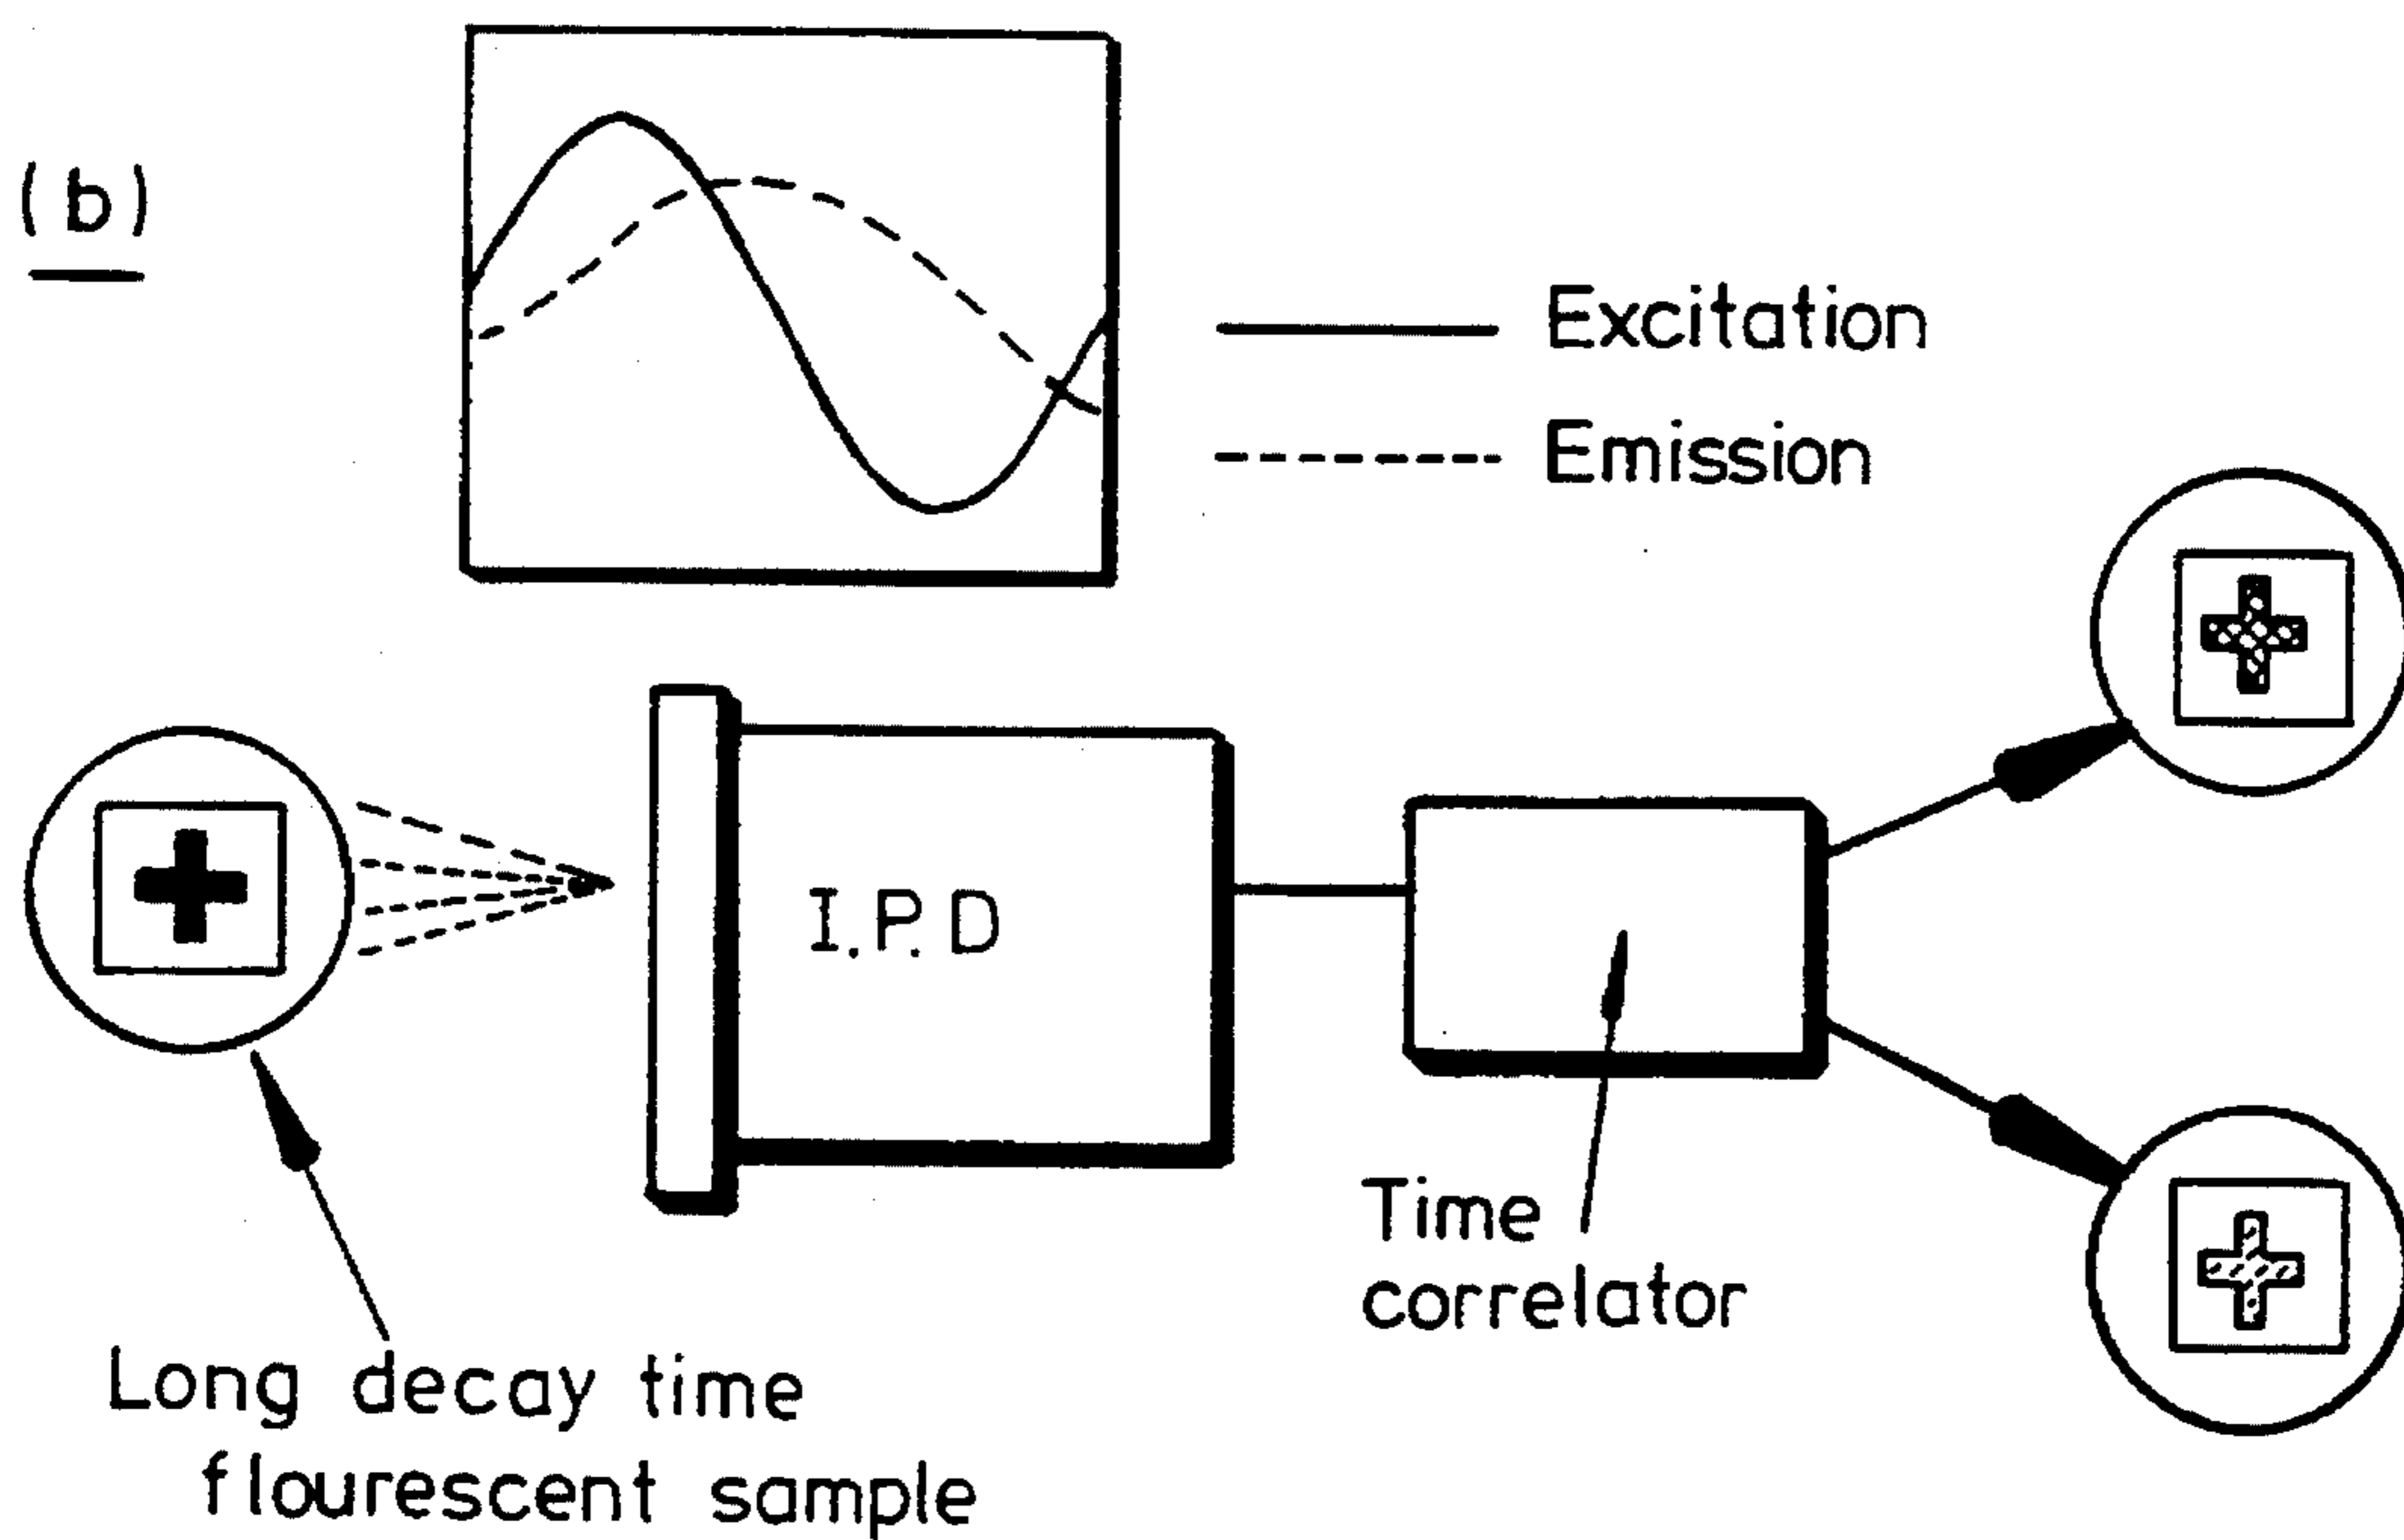 (b)
Excitation
Emission
I.P.D
Time
correlator
Long decay time
flourescent sample